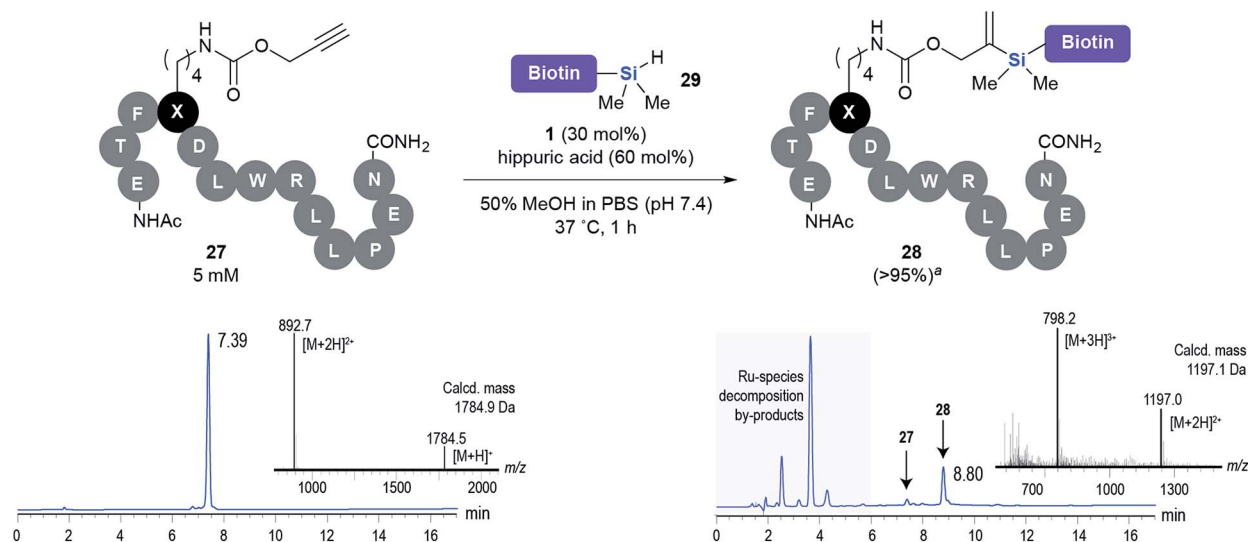 H
N
O
O
4
F
X
T
D
E
L
W
R
L
L
P
E
N
CONH2
NHAc
27
5 mM
Biotin
Si
H
29
Me
Me
1 (30 mol%)
hippuric acid (60 mol%)
50% MeOH in PBS (pH 7.4)
37 ˚C, 1 h
H
N
O
O
4
Si
Biotin
Me
Me
F
X
T
D
E
L
W
R
L
L
P
E
N
CONH2
NHAc
28
(>95%)a
7.39
892.7
[M+2H]2+
Calcd. mass
1784.9 Da
1784.5
[M+H]+
m/z
1000
1500
2000
0
2
4
6
8
10
12
14
16
min
Ru-species
decomposition
by-products
27
28
8.80
798.2
[M+3H]3+
Calcd. mass
1197.1 Da
1197.0
[M+2H]2+
m/z
700
1000
1300
0
2
4
6
8
10
12
14
16
min